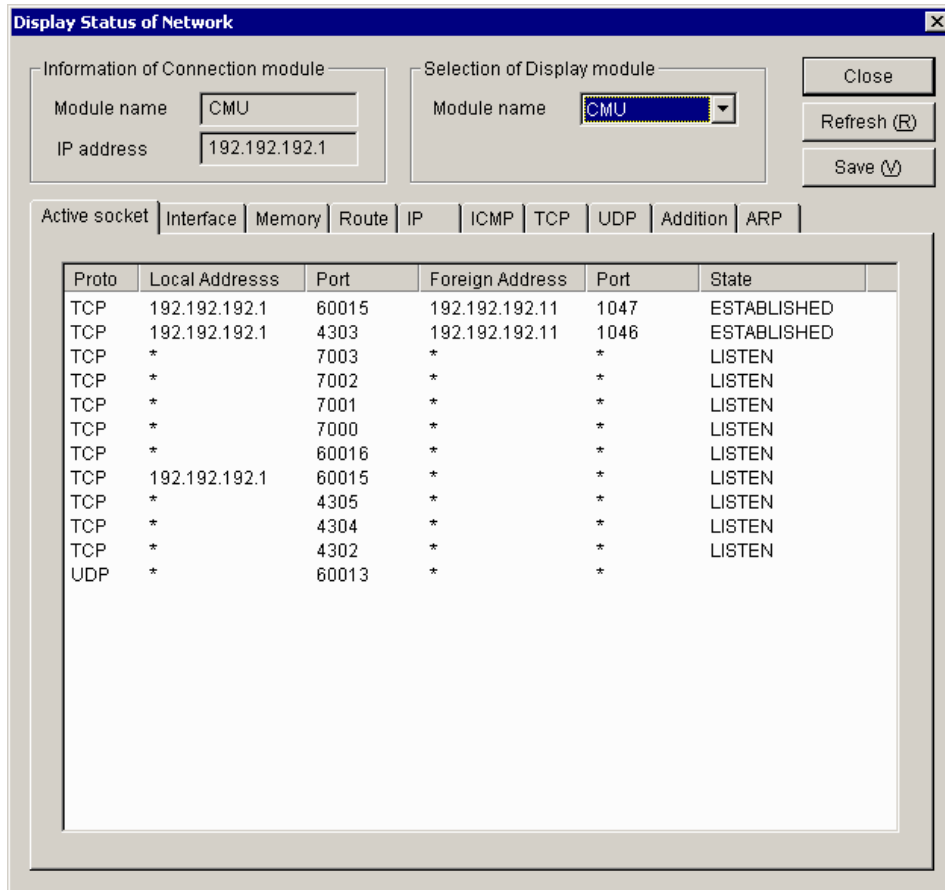 Display Status of Network
Information of Connection module
Module name CMU
IP address 192.192.192.1
Selection of Display module
Module name CMU
Close
Refresh (R)
Save (V)
Active socket Interface Memory Route IP ICMP TCP UDP Addition ARP
Proto Local Addresss Port Foreign Address Port State
TCP 192.192.192.1 60015 192.192.192.11 1047 ESTABLISHED
TCP 192.192.192.1 4303 192.192.192.11 1046 ESTABLISHED
TCP * 7003 * * LISTEN
TCP * 7002 * * LISTEN
TCP * 7001 * * LISTEN
TCP * 7000 * * LISTEN
TCP * 60016 * * LISTEN
TCP 192.192.192.1 60015 * * LISTEN
TCP * 4305 * * LISTEN
TCP * 4304 * * LISTEN
TCP * 4302 * * LISTEN
UDP * 60013 * *